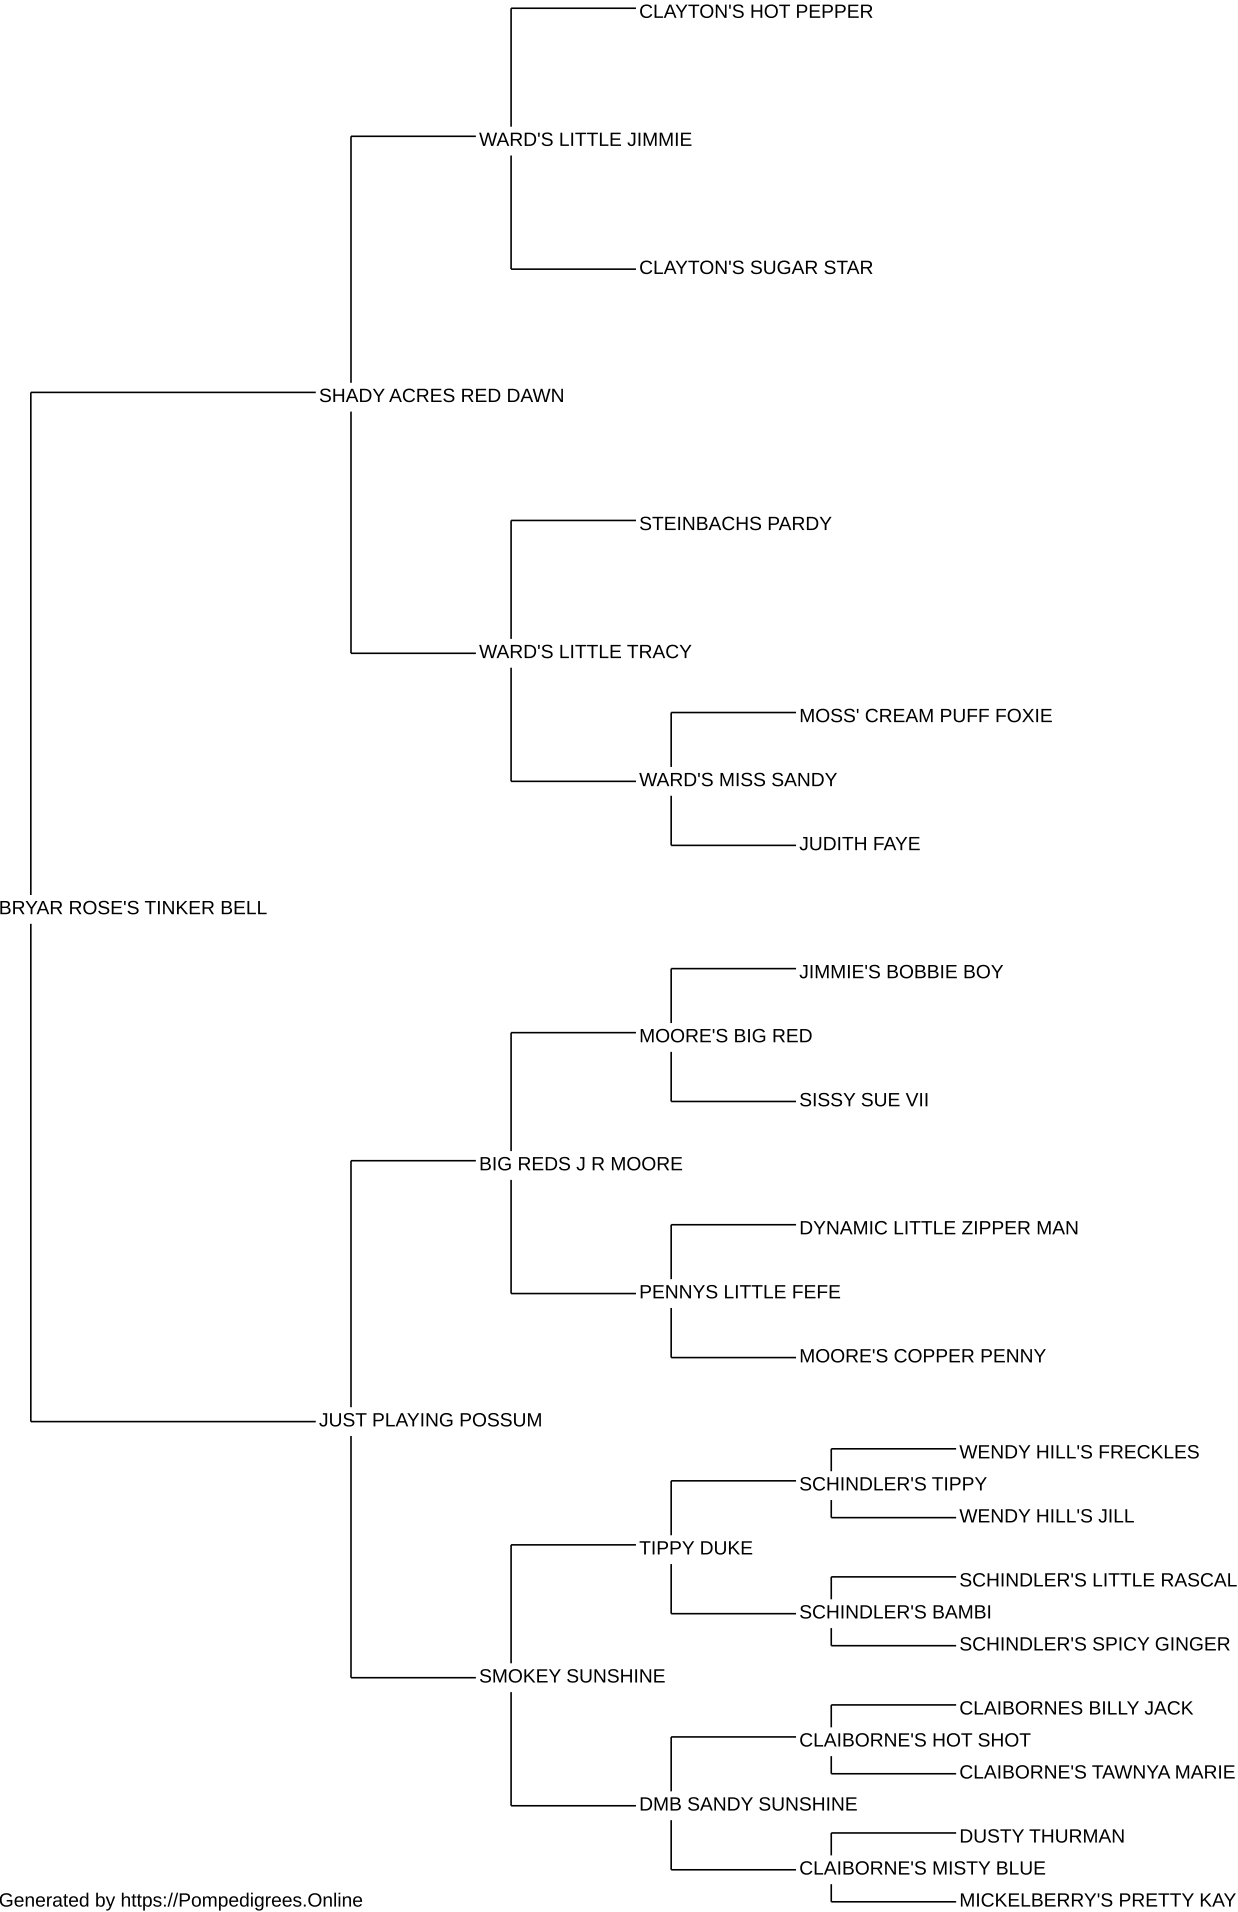 CLAYTON'S HOT PEPPER
WARD'S LITTLE JIMMIE
CLAYTON'S SUGAR STAR
SHADY ACRES RED DAWN
STEINBACHS PARDY
WARD'S LITTLE TRACY
MOSS' CREAM PUFF FOXIE
WARD'S MISS SANDY
JUDITH FAYE
BRYAR ROSE'S TINKER BELL
JIMMIE'S BOBBIE BOY
MOORE'S BIG RED
SISSY SUE VII
BIG REDS J R MOORE
DYNAMIC LITTLE ZIPPER MAN
PENNYS LITTLE FEFE
MOORE'S COPPER PENNY
JUST PLAYING POSSUM
WENDY HILL'S FRECKLES
SCHINDLER'S TIPPY
WENDY HILL'S JILL
TIPPY DUKE
SCHINDLER'S LITTLE RASCAL
SCHINDLER'S BAMBI
SCHINDLER'S SPICY GINGER
SMOKEY SUNSHINE
CLAIBORNES BILLY JACK
CLAIBORNE'S HOT SHOT
CLAIBORNE'S TAWNYA MARIE
DMB SANDY SUNSHINE
DUSTY THURMAN
CLAIBORNE'S MISTY BLUE
MICKELBERRY'S PRETTY KAY
Generated by https://Pompedigrees.Online